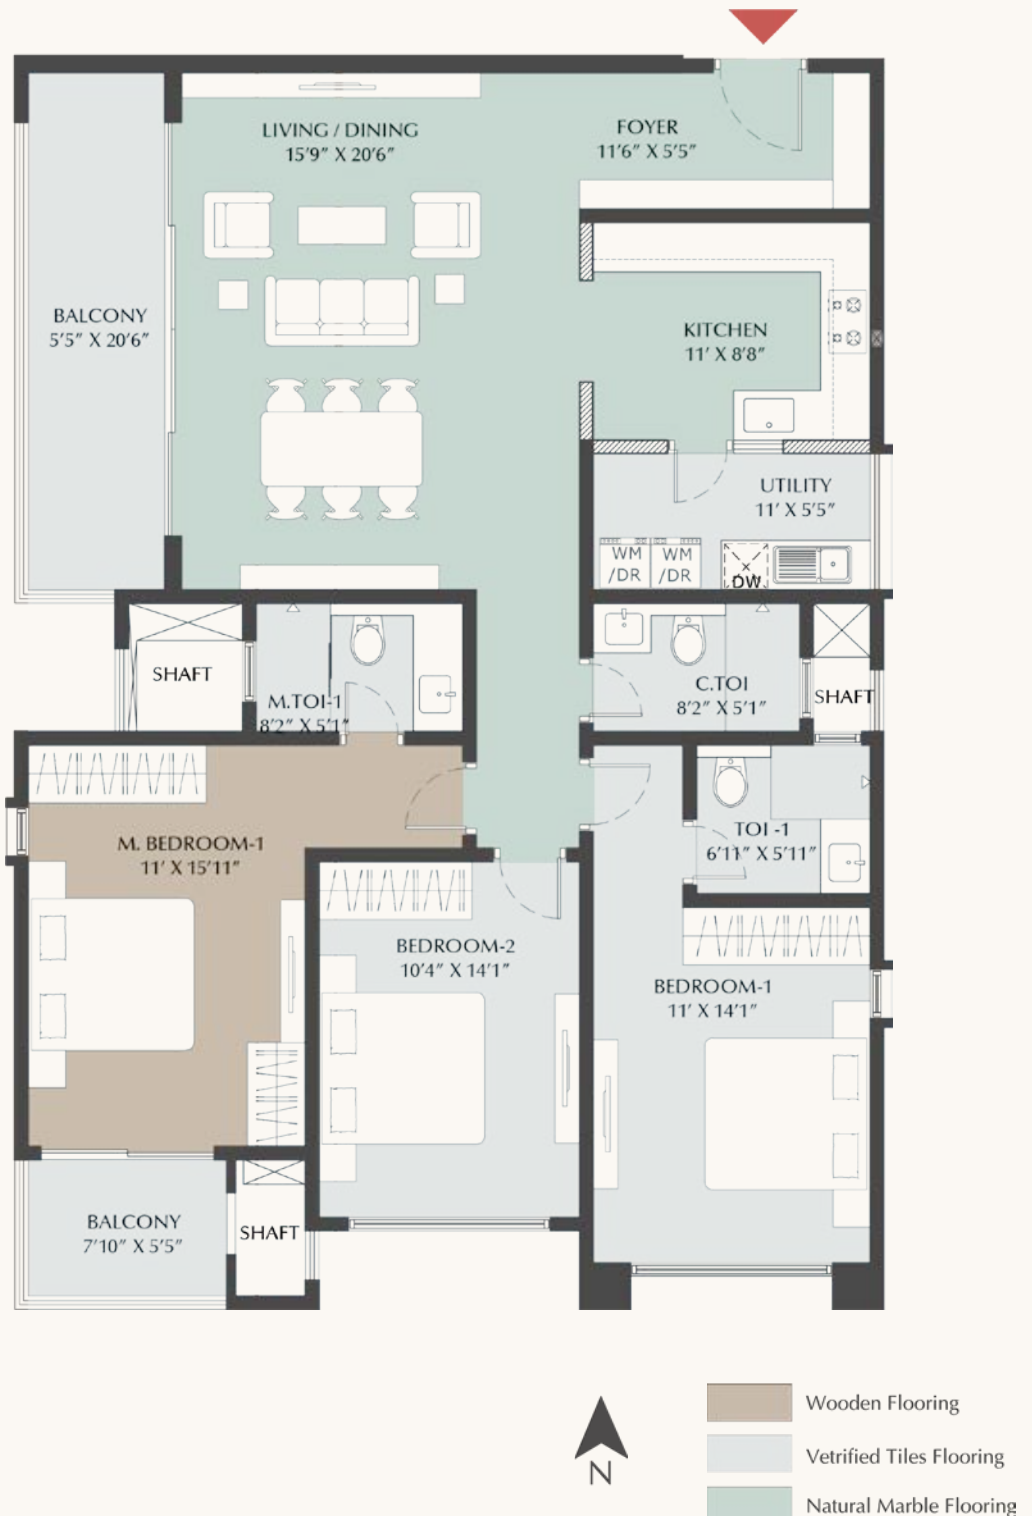 LIVING / DINING
15'9" X 20'6"
FOYER
11'6" X 5'5"
BALCONY
5'5" X 20'6"
KITCHEN
11' X 8'8"
UTILITY
11' X 5'5"
WM
/DR
WM
/DR
DW
SHAFT
M.TOI-1
8'2" X 5'1"
C.TOI
8'2" X 5'1"
SHAFT
M. BEDROOM-1
11' X 15'11"
TOI -1
6'11" X 5'11"
BEDROOM-2
10'4" X 14'1"
BEDROOM-1
11' X 14'1"
BALCONY
7'10" X 5'5"
SHAFT
N
Wooden Flooring
Vetrified Tiles Flooring
Natural Marble Flooring